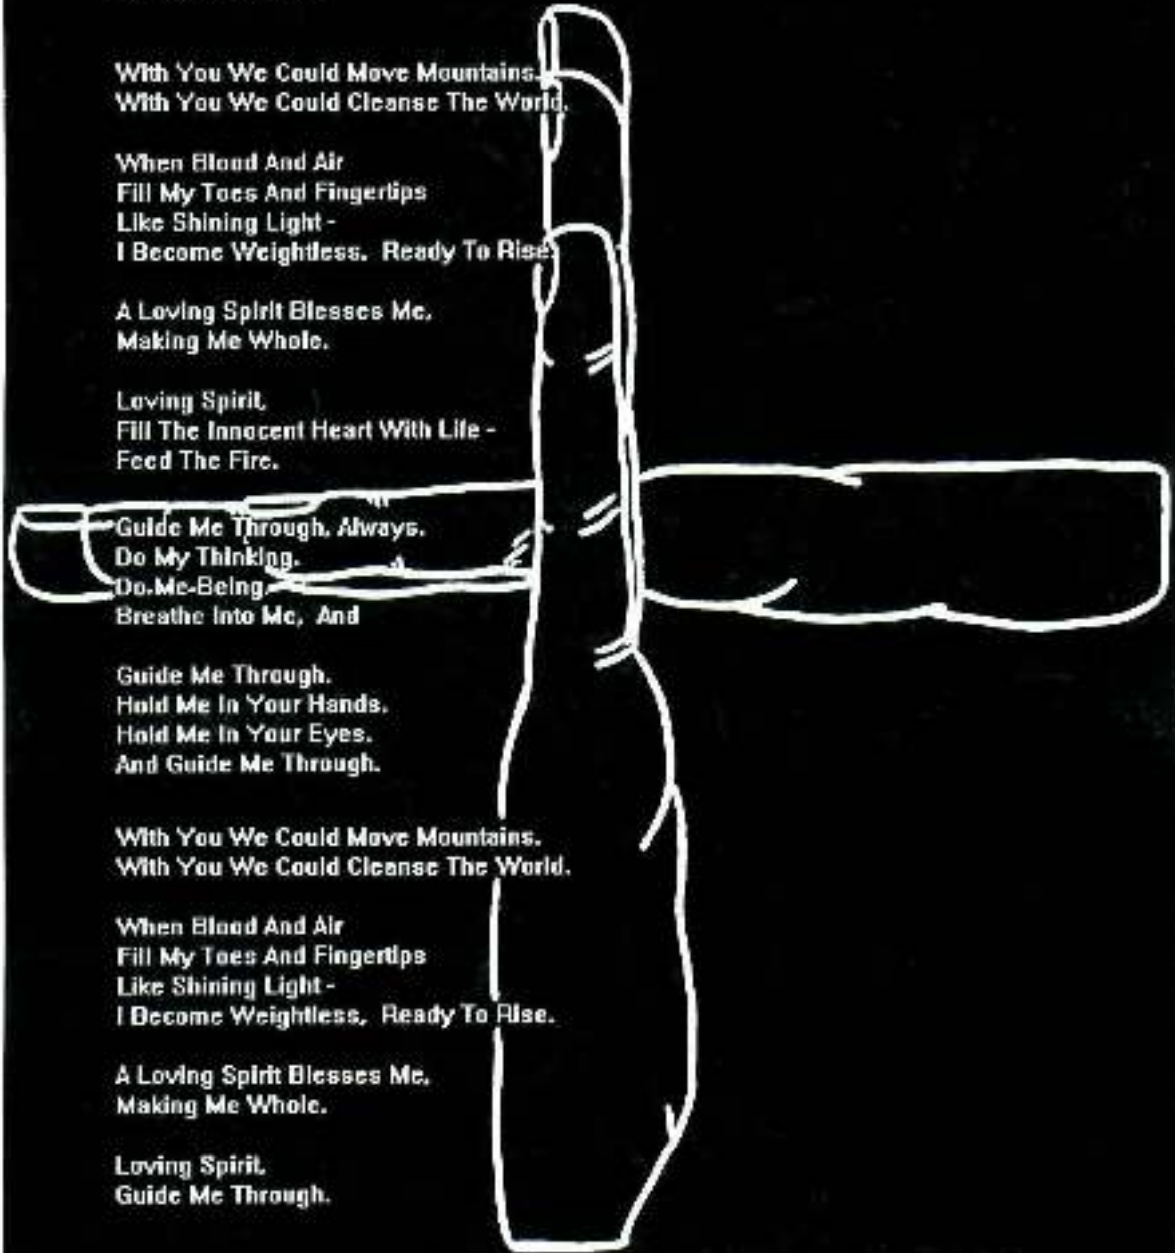 With You We Could Move Mountains.
With You We Could Cleanse The World.
When Blood And Air
Fill My Toes And Fingertips
Like Shining Light -
I Become Weightless. Ready To Rise.
A Loving Spirit Blesses Me,
Making Me Whole.
Loving Spirit,
Fill The Innocent Heart With Life -
Feed The Fire.
Guide Me Through, Always.
Do My Thinking.
Do-Me-Being.
Breathe Into Me, And
Guide Me Through.
Hold Me In Your Hands.
Hold Me In Your Eyes.
And Guide Me Through.
With You We Could Move Mountains.
With You We Could Cleanse The World.
When Blood And Air
Fill My Toes And Fingertips
Like Shining Light -
I Become Weightless, Ready To Rise.
A Loving Spirit Blesses Me,
Making Me Whole.
Loving Spirit,
Guide Me Through.